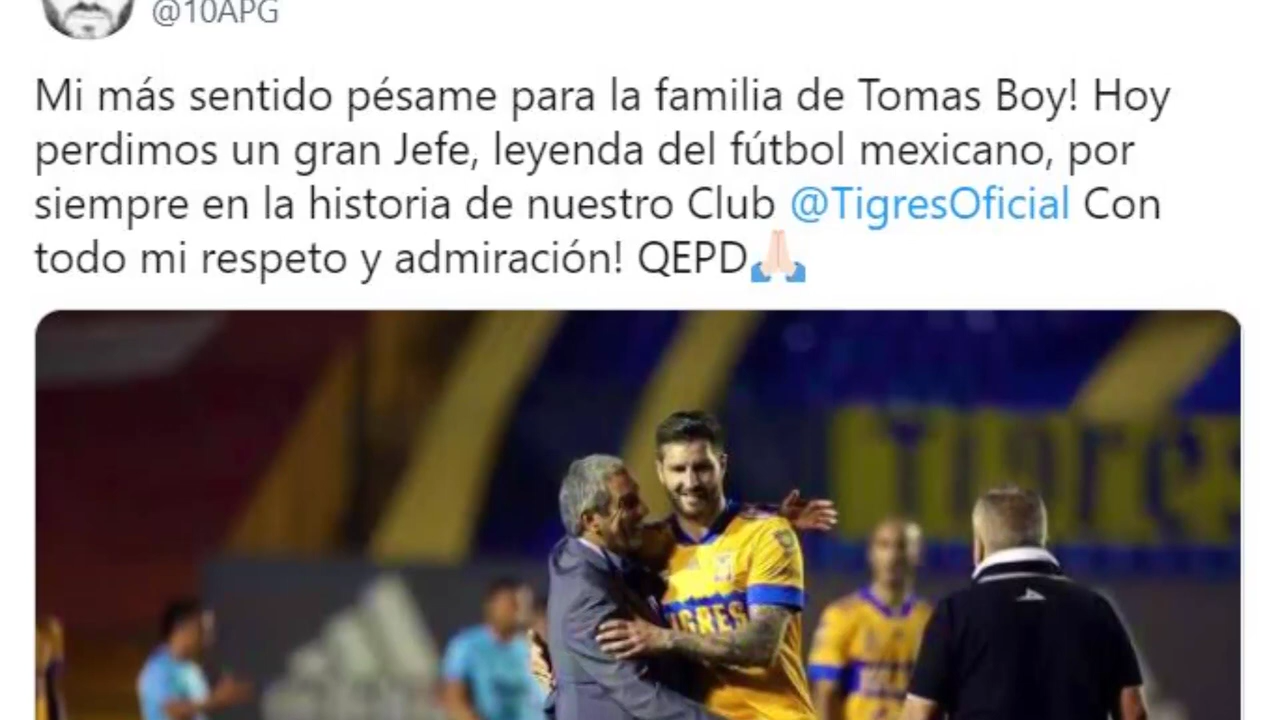 @10APG
Mi más sentido pésame para la familia de Tomas Boy! Hoy
perdimos un gran Jefe, leyenda del fútbol mexicano, por
siempre en la historia de nuestro Club @TigresOficial Con
todo mi respeto y admiración! QEPD🙏🏻
Tigres
TIGRES